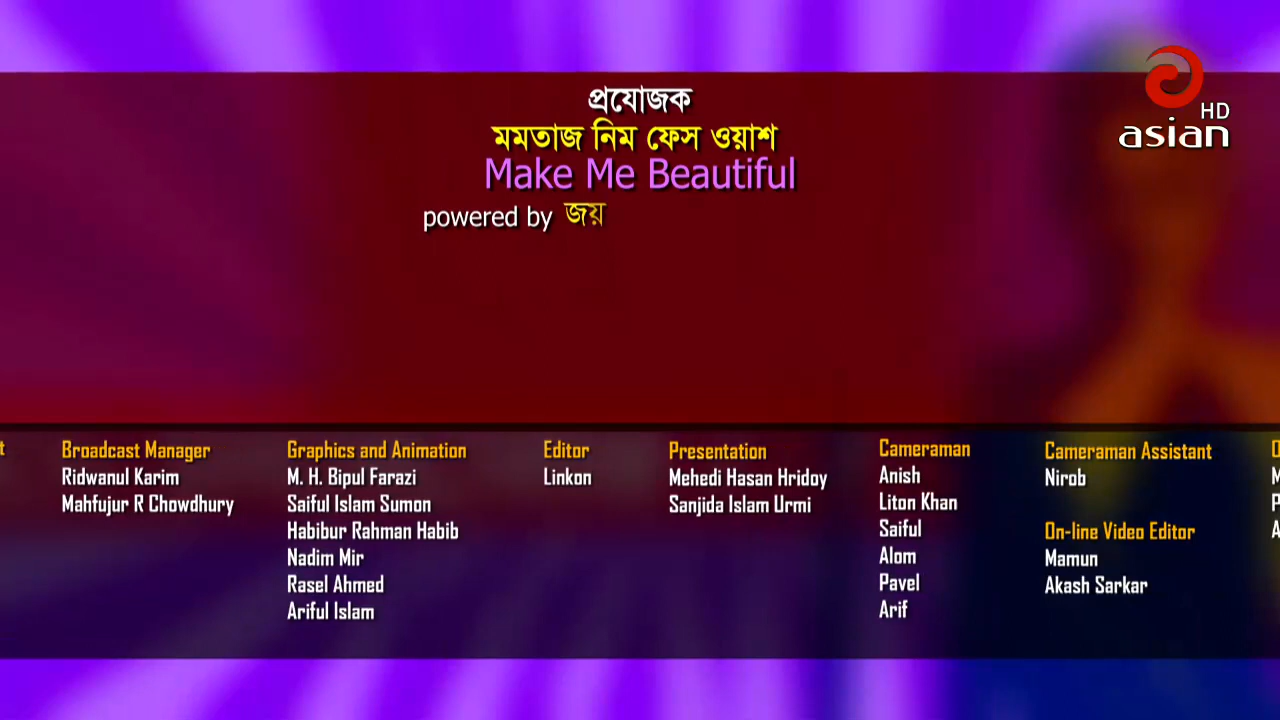 প্রযোজক
মমতাজ নিম ফেস ওয়াশ
Make Me Beautiful
powered by জয়
HD
asian
Broadcast Manager
Ridwanul Karim
Mahfujur R Chowdhury
Graphics and Animation
M. H. Bipul Farazi
Saiful Islam Sumon
Habibur Rahman Habib
Nadim Mir
Rasel Ahmed
Ariful Islam
Editor
Linkon
Presentation
Mehedi Hasan Hridoy
Sanjida Islam Urmi
Cameraman
Anish
Liton Khan
Saiful
Alom
Pavel
Arif
Cameraman Assistant
Nirob
On-line Video Editor
Mamun
Akash Sarkar